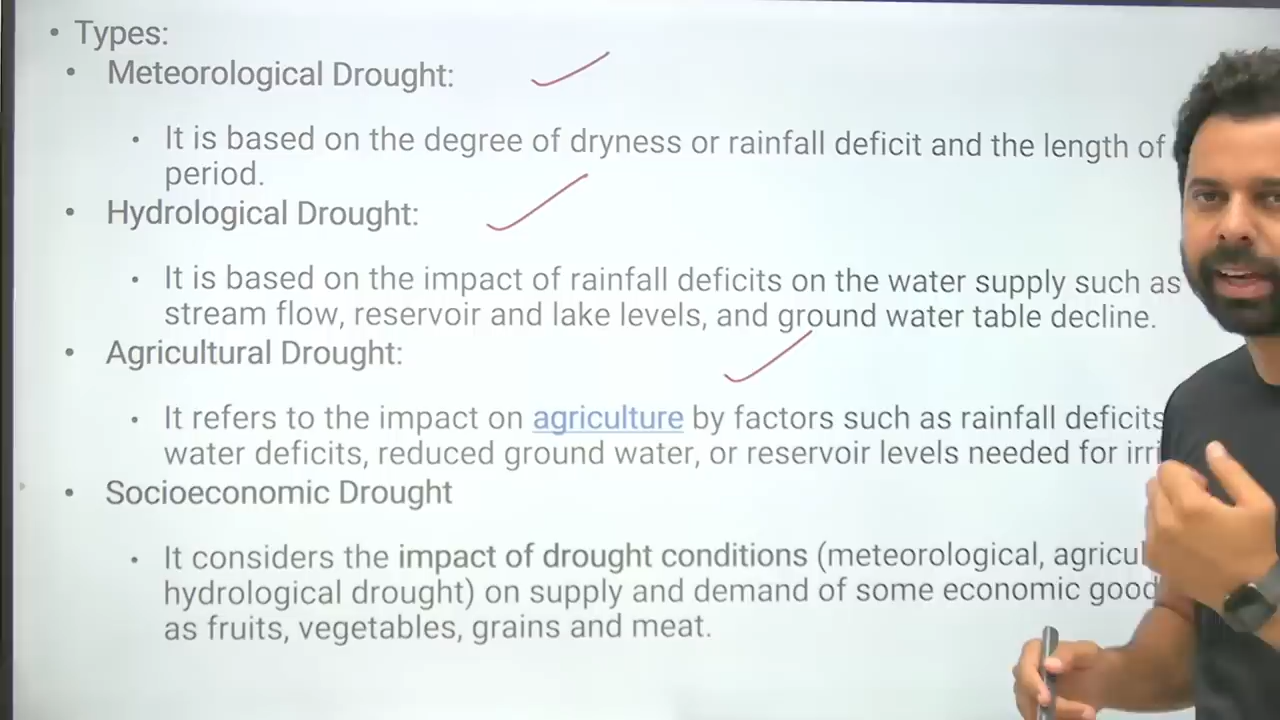 • Types:
• Meteorological Drought:
• It is based on the degree of dryness or rainfall deficit and the length of
period.
• Hydrological Drought:
• It is based on the impact of rainfall deficits on the water supply such as
stream flow, reservoir and lake levels, and ground water table decline.
• Agricultural Drought:
• It refers to the impact on agriculture by factors such as rainfall deficits
water deficits, reduced ground water, or reservoir levels needed for
• Socioeconomic Drought
• It considers the impact of drought conditions (meteorological,
hydrological drought) on supply and demand of some economic
as fruits, vegetables, grains and meat.